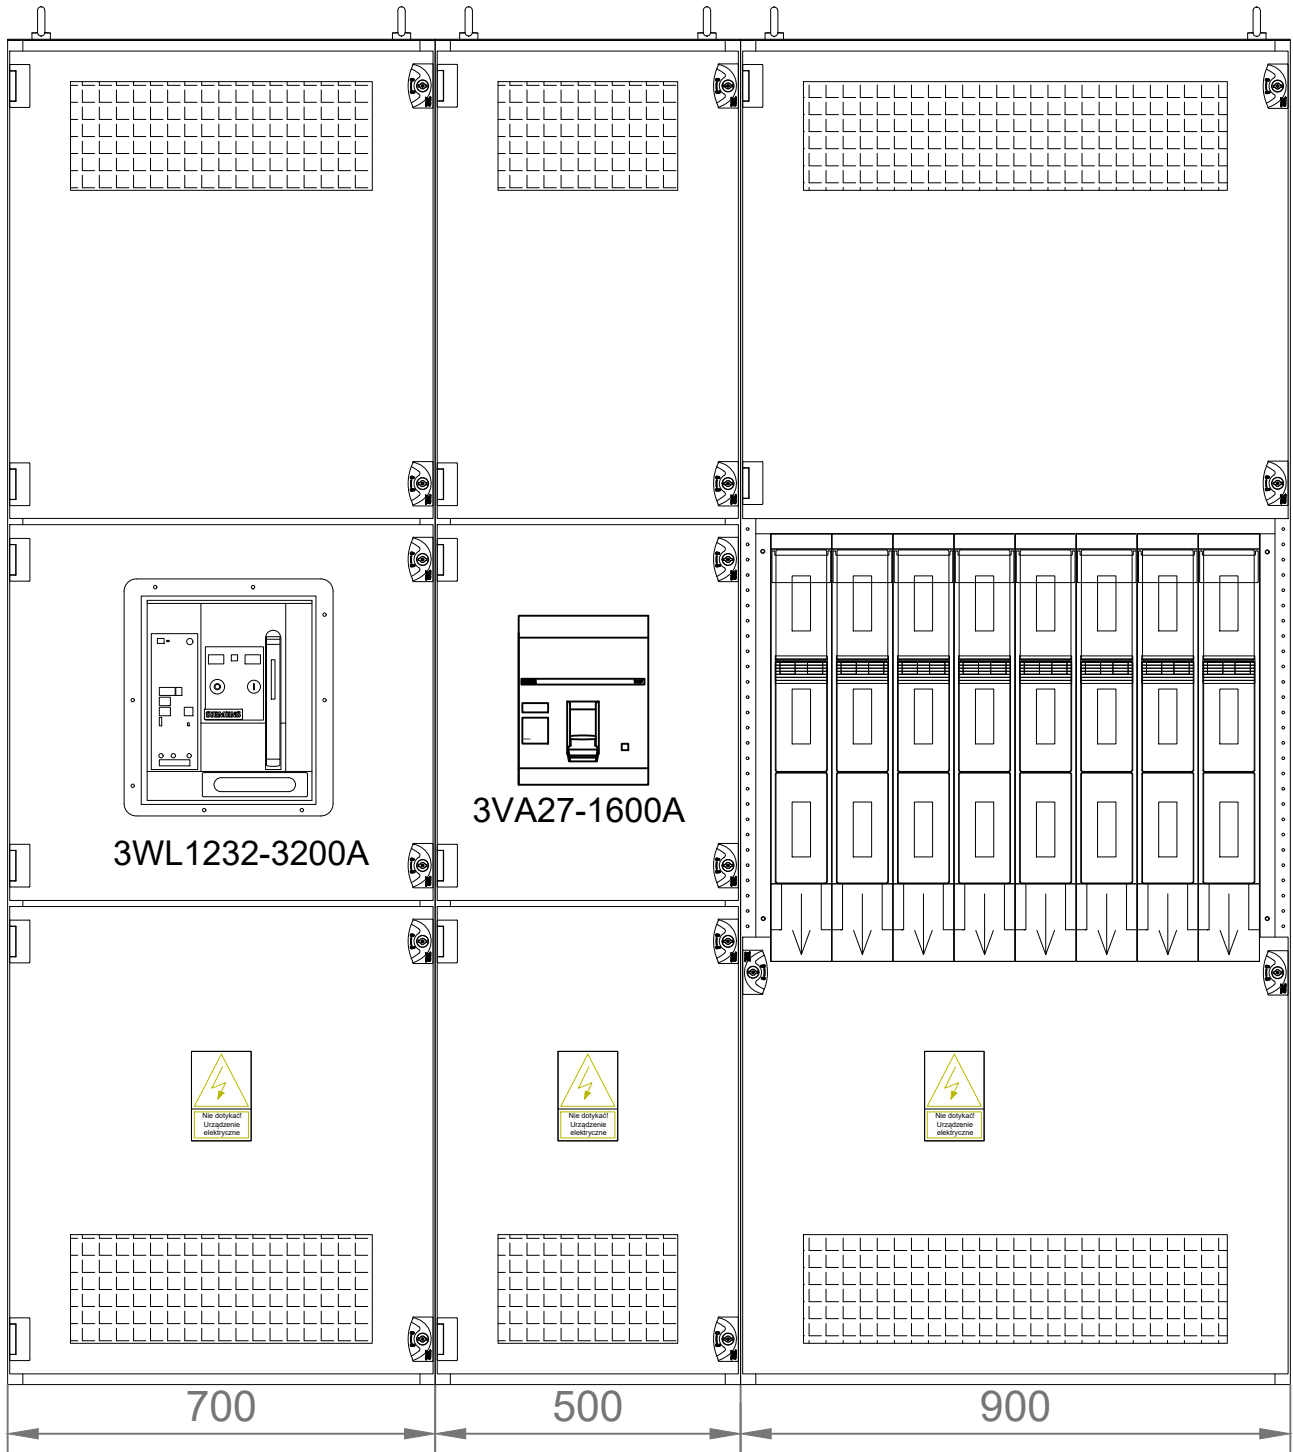 SIEMENS
3WL1232-3200A
3VA27-1600A
Nie dotykać!
Urządzenie
elektryczne
Nie dotykać!
Urządzenie
elektryczne
Nie dotykać!
Urządzenie
elektryczne
700
500
900